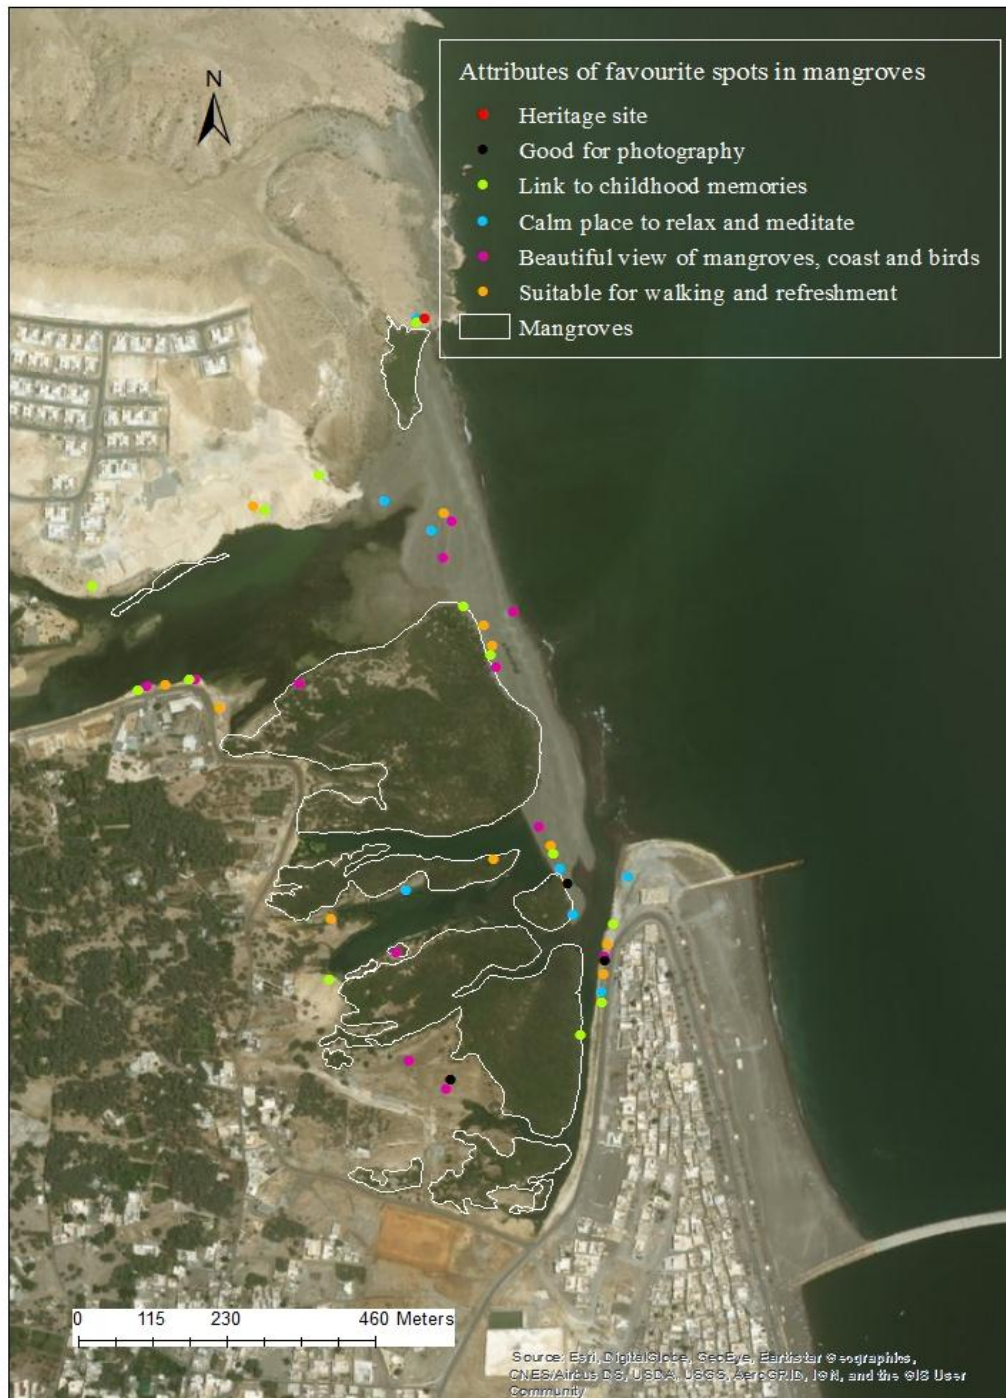 N
Attributes of favourite spots in mangroves
Heritage site
Good for photography
Link to childhood memories
Calm place to relax and meditate
Beautiful view of mangroves, coast and birds
Suitable for walking and refreshment
Mangroves
0 115 230 460 Meters
Source: Esri, DigitalGlobe, GeoEye, Earthstar Geographics,
CNES/Airbus DS, USDA, USGS, AeroGRID, IGN, and the GIS User
Community